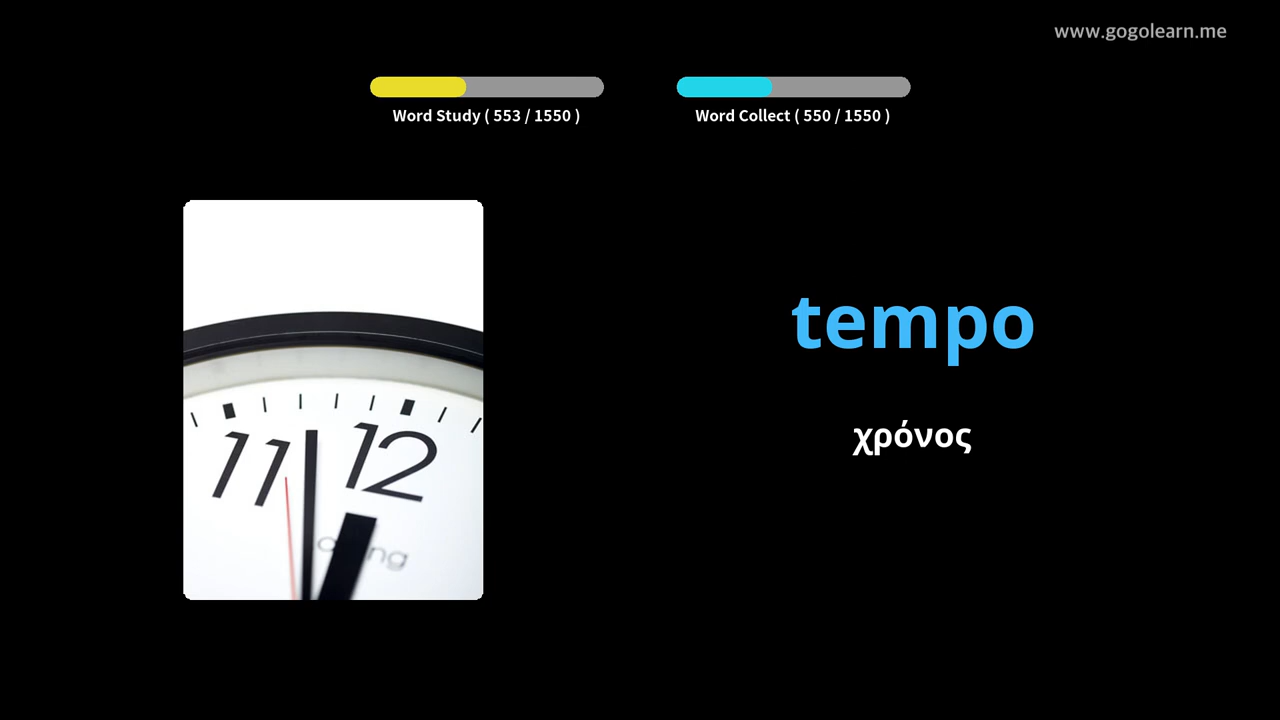 www.gogolearn.me
Word Study ( 553 / 1550 )
Word Collect ( 550 / 1550 )
11 12
tempo
χρόνος